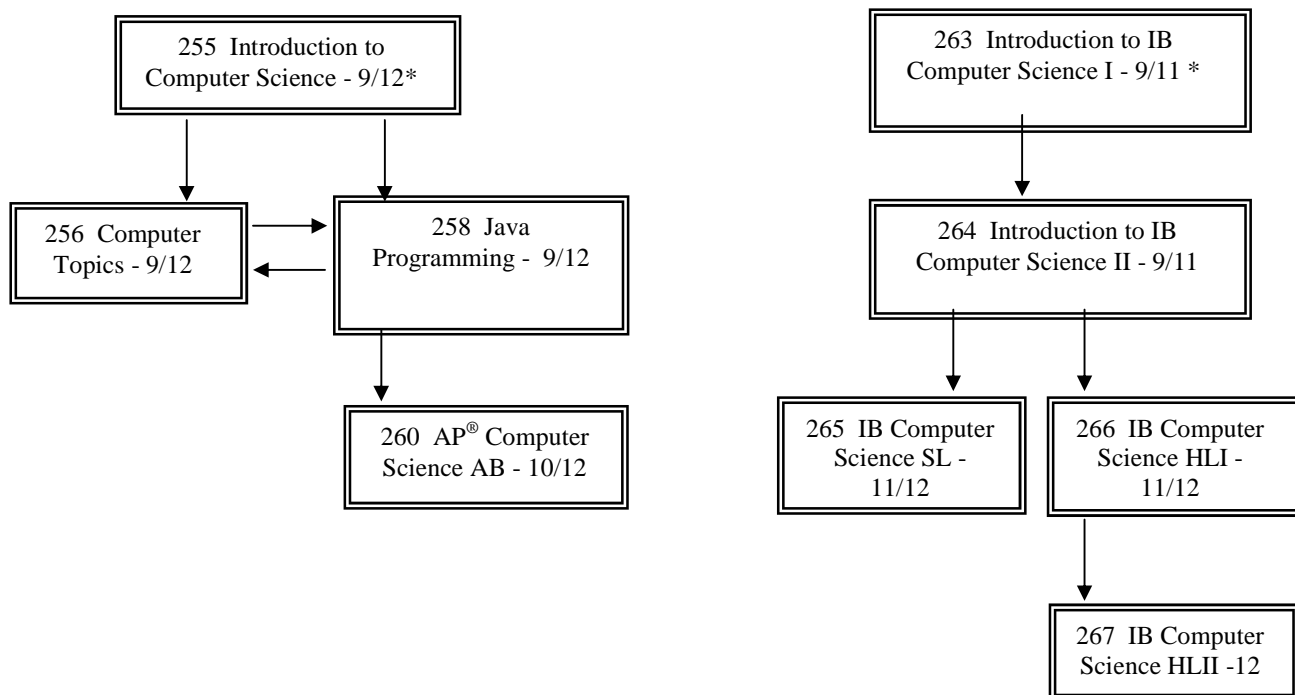 255 Introduction to
Computer Science - 9/12*
256 Computer
Topics - 9/12
258 Java
Programming - 9/12
260 AP® Computer
Science AB - 10/12
263 Introduction to IB
Computer Science I - 9/11 *
264 Introduction to IB
Computer Science II - 9/11
265 IB Computer
Science SL -
11/12
266 IB Computer
Science HLI -
11/12
267 IB Computer
Science HLII -12